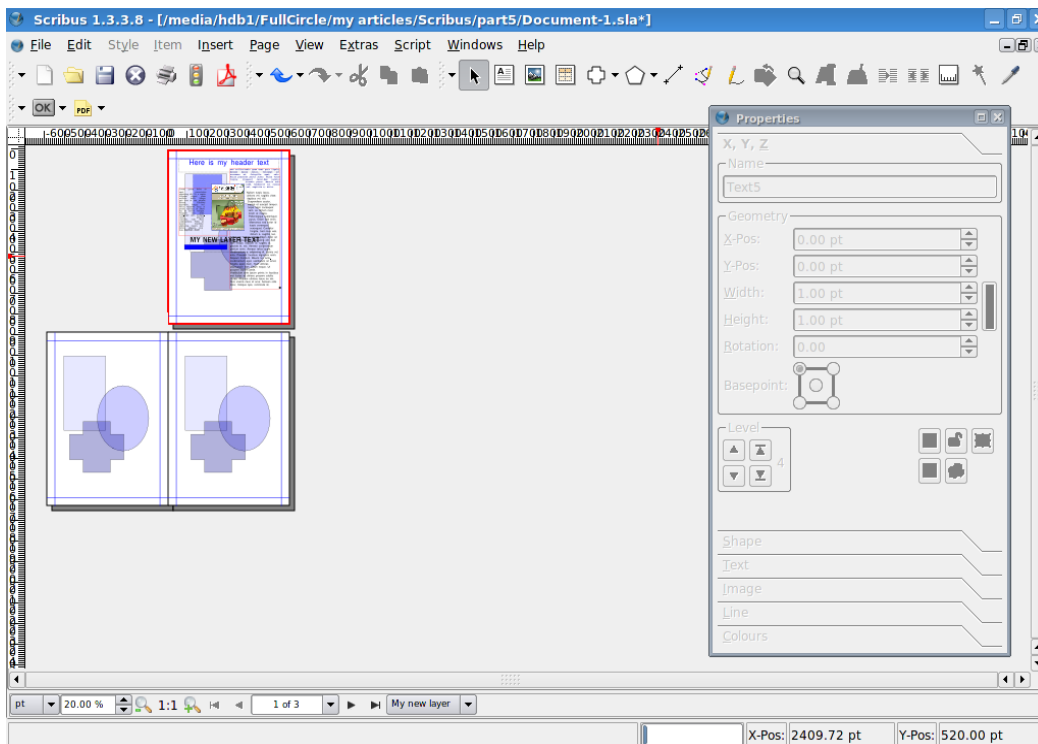 Scribus 1.3.3.8 - [/media/hdb1/FullCircle/my articles/Scribus/part5/Document-1.sla*]
File Edit Style Item Insert Page View Extras Script Windows Help
OK PDF
Properties
X, Y, Z
Name
Text5
Geometry
X-Pos: 0.00 pt
Y-Pos: 0.00 pt
Width: 1.00 pt
Height: 1.00 pt
Rotation: 0.00
Basepoint:
Level
4
Shape
Text
Image
Line
Colours
Here is my header text
MY NEW LAYER TEXT
pt 20.00 % 1:1 1 of 3 My new layer
X-Pos: 2409.72 pt Y-Pos: 520.00 pt